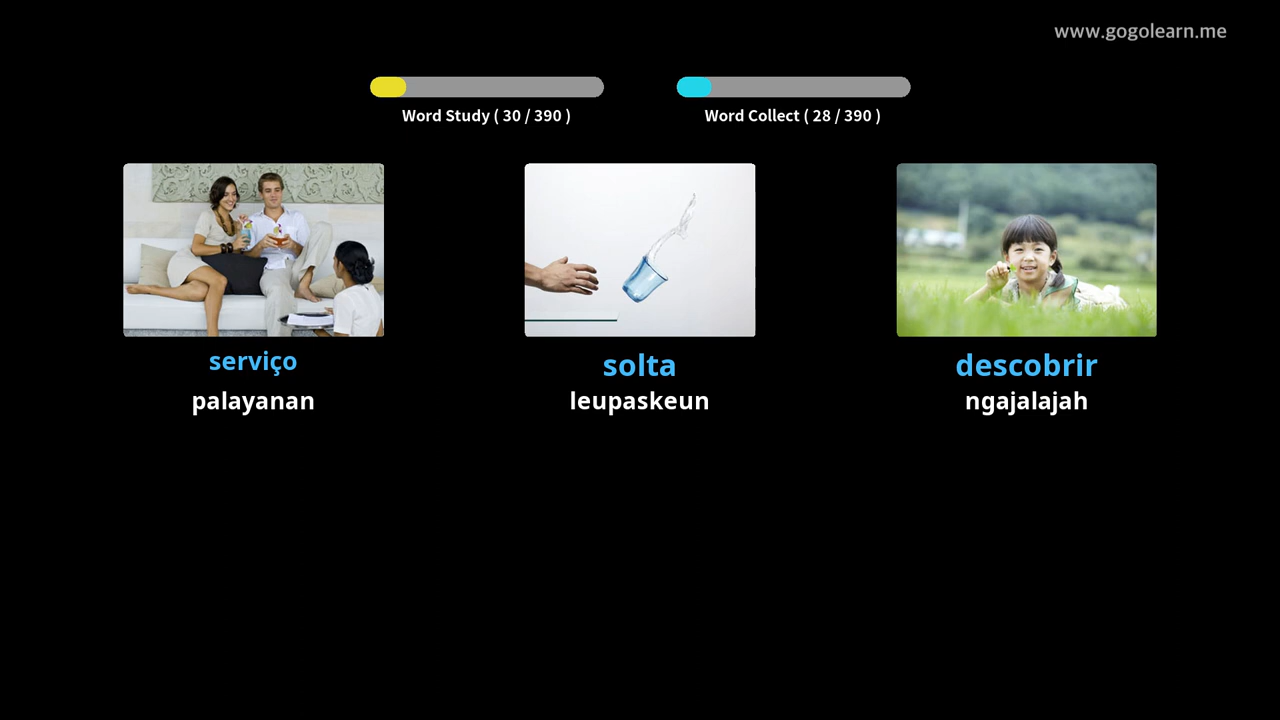 www.gogolearn.me
Word Study ( 30 / 390 )
Word Collect ( 28 / 390 )
serviço
palayanan
solta
leupaskeun
descobrir
ngajalajah